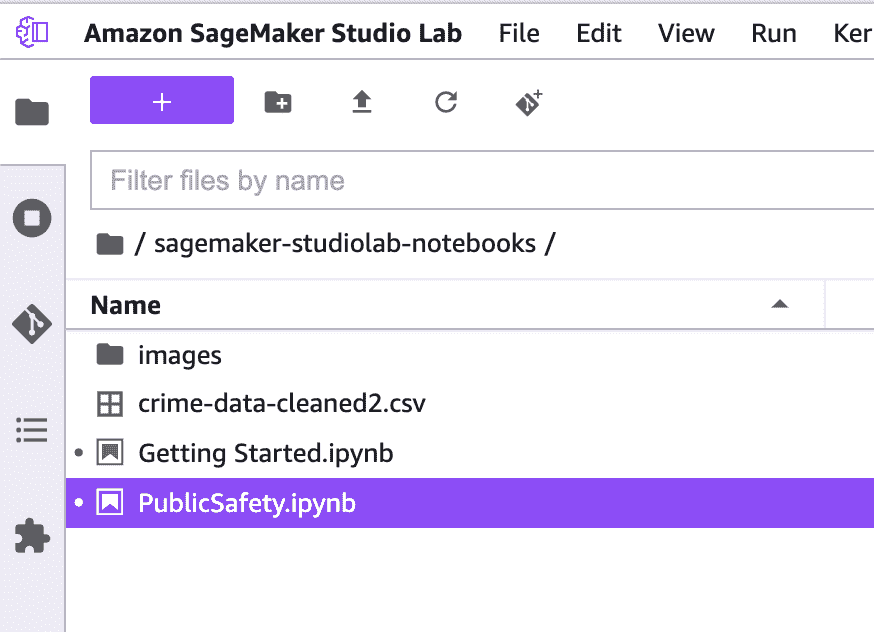 Amazon SageMaker Studio Lab File Edit View Run Ker
+
Filter files by name
/ sagemaker-studiolab-notebooks /
Name
images
crime-data-cleaned2.csv
Getting Started.ipynb
PublicSafety.ipynb